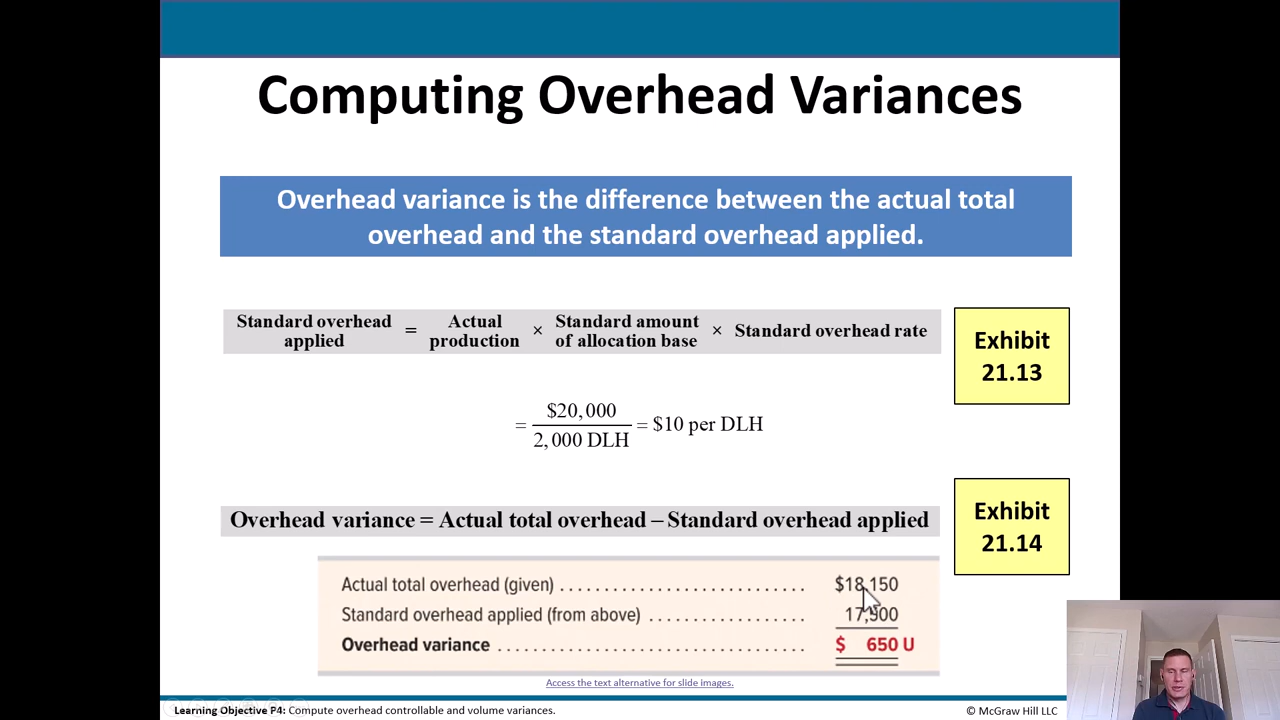 Computing Overhead Variances
Overhead variance is the difference between the actual total
overhead and the standard overhead applied.
Standard overhead applied = Actual production × Standard amount of allocation base × Standard overhead rate
Exhibit
21.13
= $20,000 / 2,000 DLH = $10 per DLH
Overhead variance = Actual total overhead – Standard overhead applied
Exhibit
21.14
Actual total overhead (given) . . . . . . . . . . . . . . . . . . . . . . . . . . . . $18,150
Standard overhead applied (from above) . . . . . . . . . . . . . . . . . . 17,500
Overhead variance . . . . . . . . . . . . . . . . . . . . . . . . . . . . . . . . . . . . $ 650 U
Access the text alternative for slide images.
Learning Objective P4: Compute overhead controllable and volume variances.
© McGraw Hill LLC